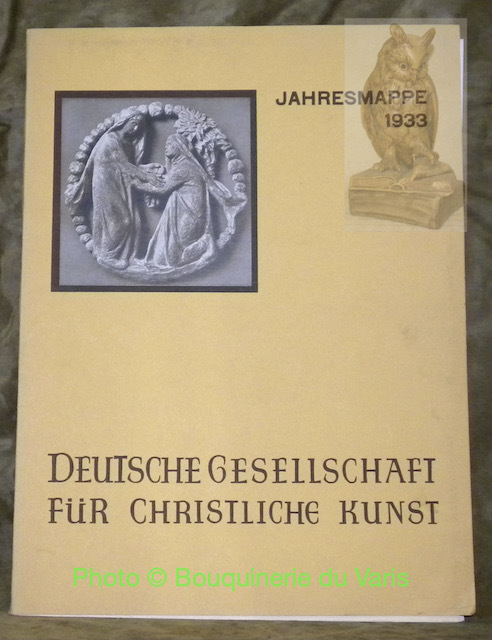 JAHRESMAPPE
1933
DEUTSCHE GESELLSCHAFT
FÜR CHRISTLICHE KUNST
Photo © Bouquinerie du Varis